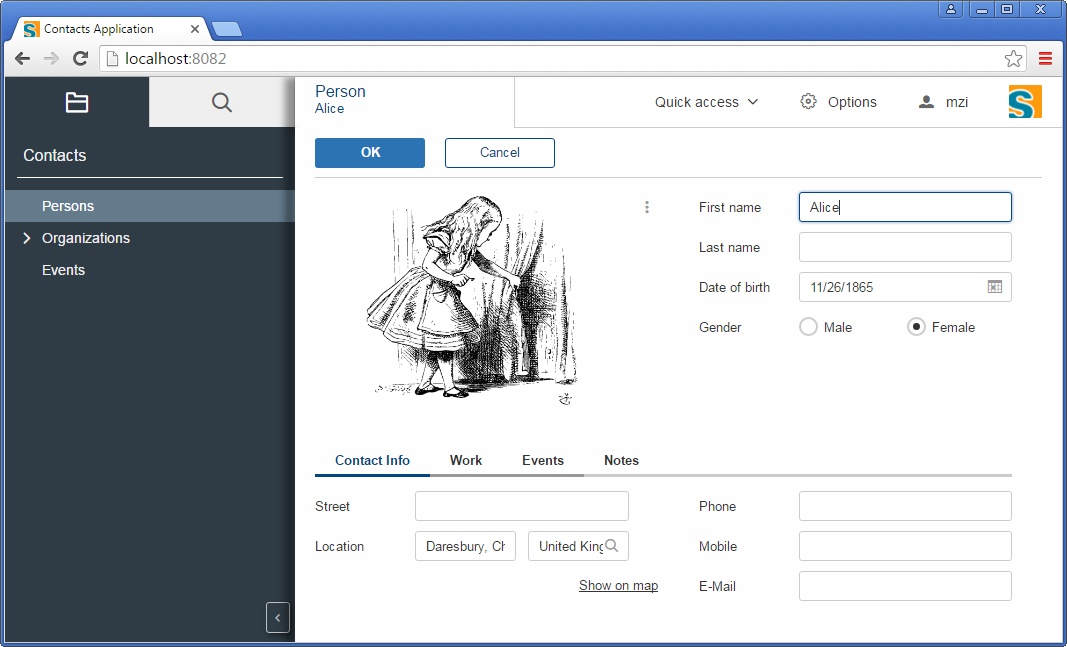 Contacts Application
localhost:8082
Person
Alice
Quick access
Options
mzi
Contacts
Persons
Organizations
Events
OK
Cancel
First name
Alice
Last name
Date of birth
11/26/1865
Gender
Male
Female
Contact Info
Work
Events
Notes
Street
Phone
Location
Daresbury, Ch
United King
Mobile
Show on map
E-Mail